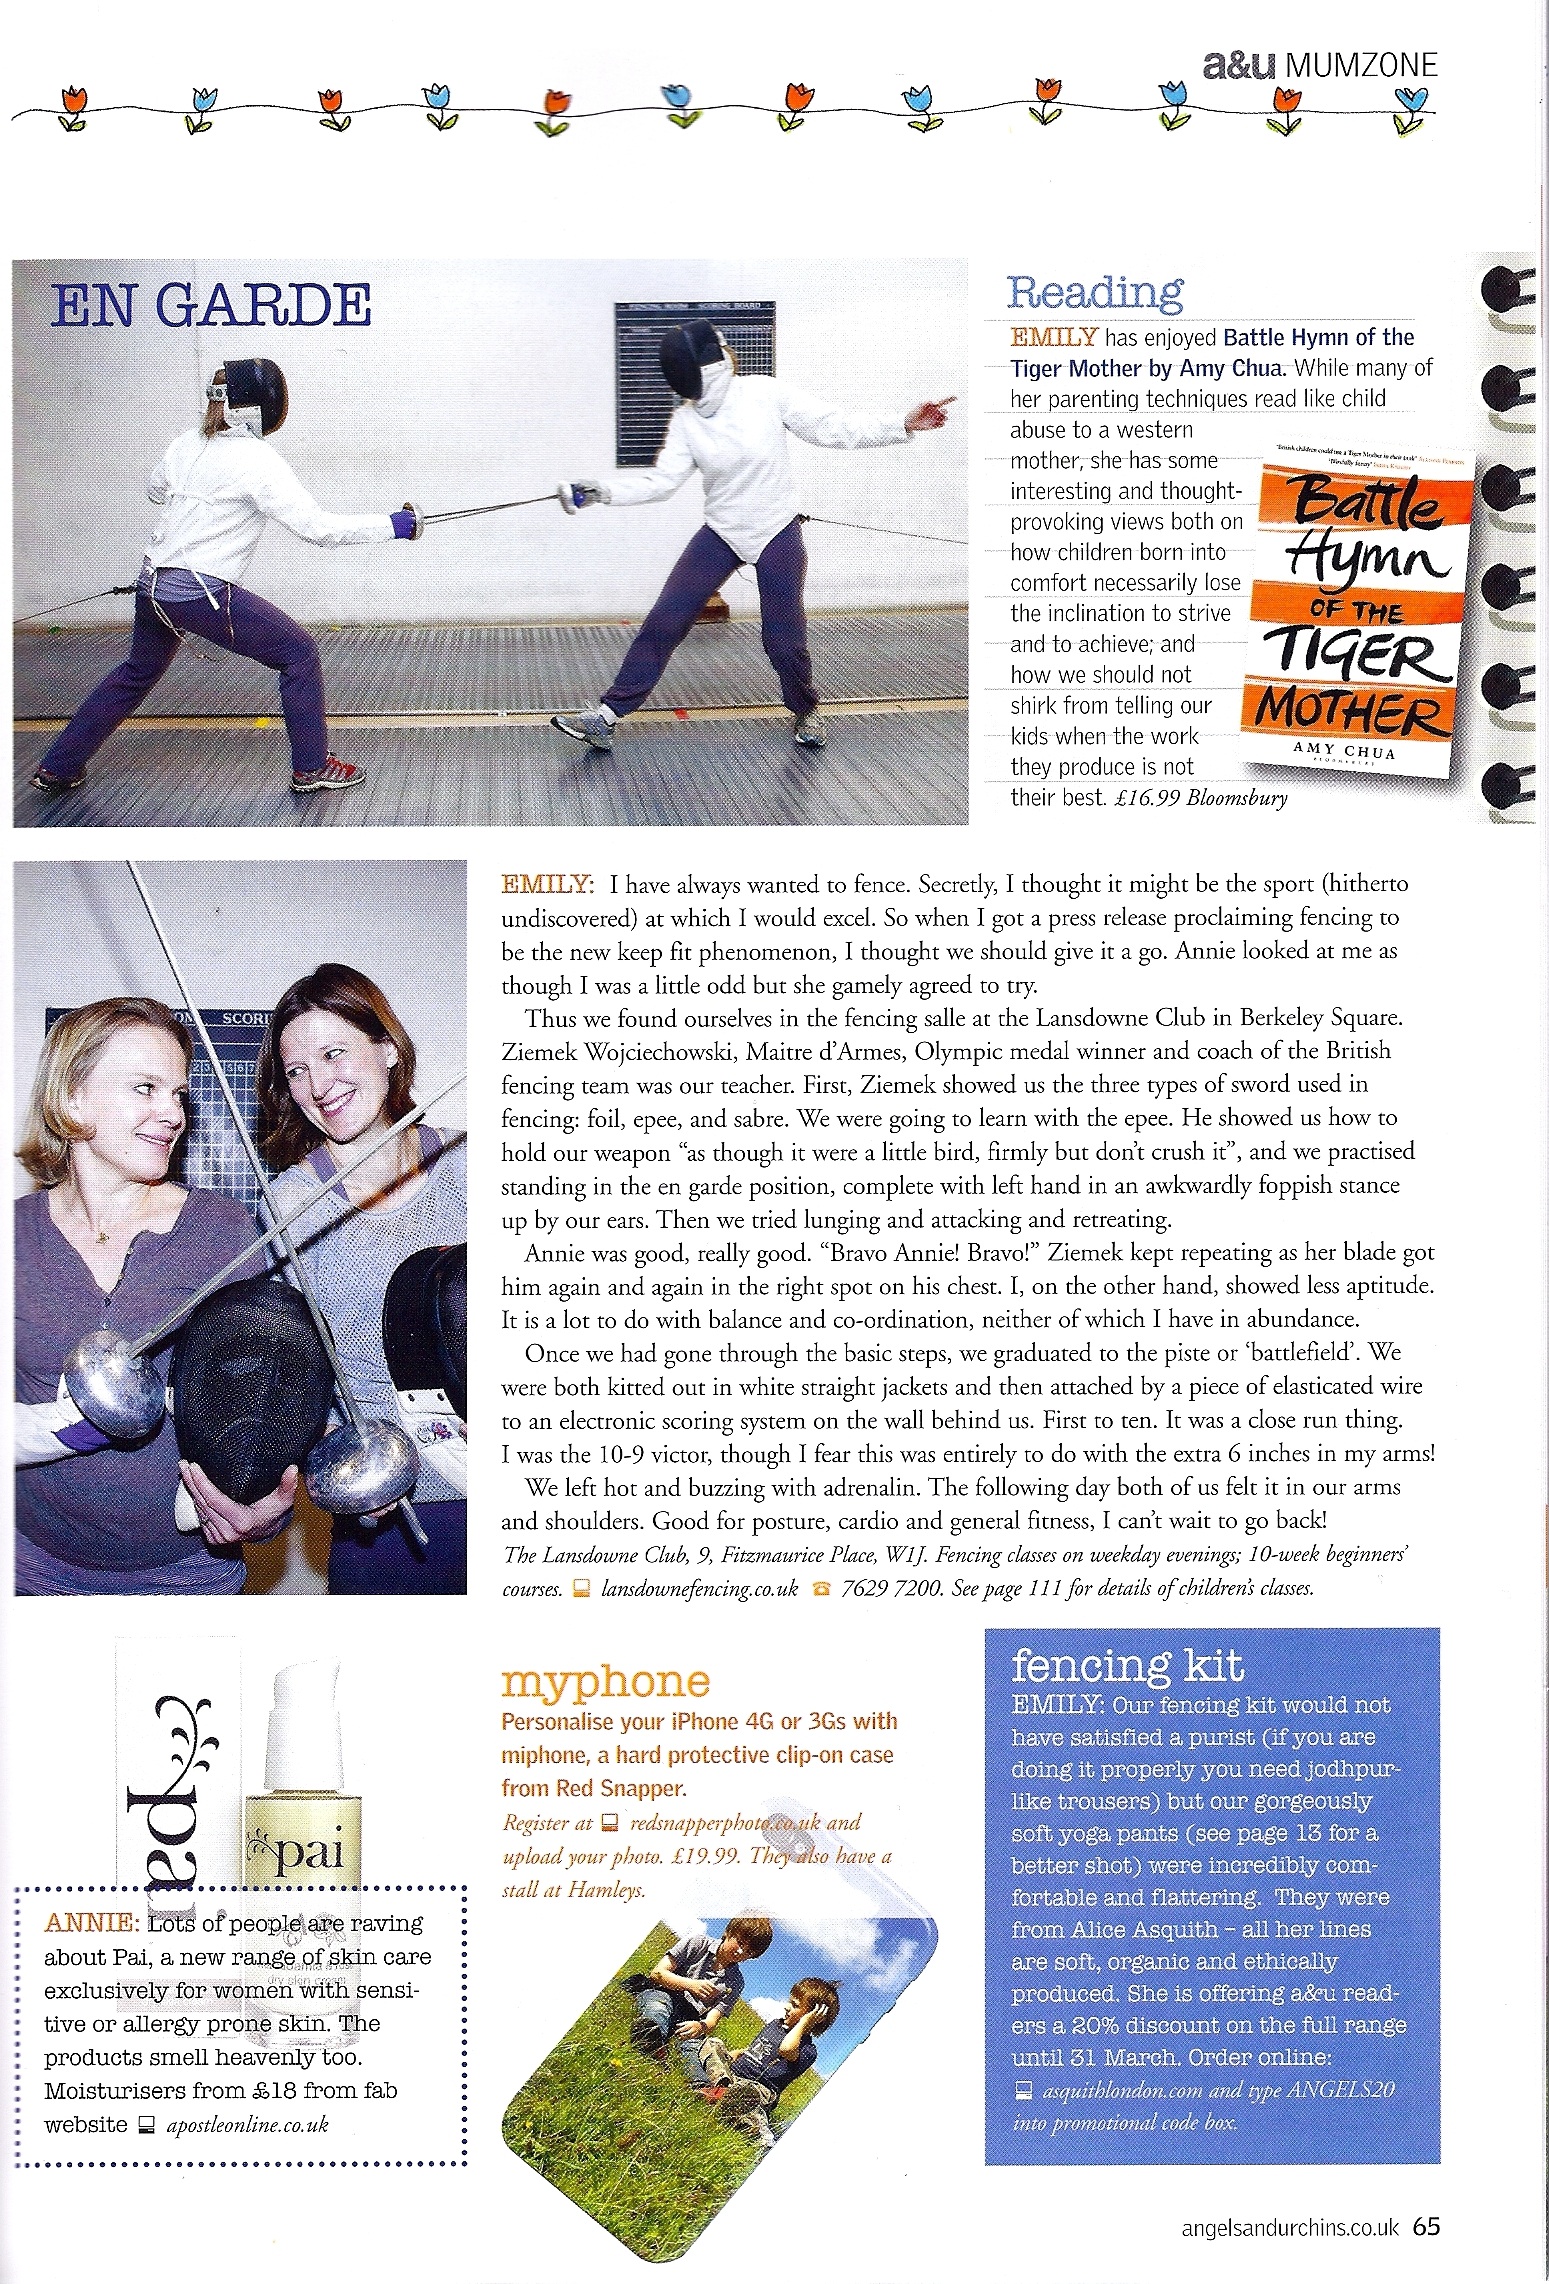 a&u MUMZONE
EN GARDE
SCORING BOARD
Reading
EMILY has enjoyed Battle Hymn of the
Tiger Mother by Amy Chua. While many of
her parenting techniques read like child
abuse to a western
mother, she has some
interesting and thought-
provoking views both on
how children born into
comfort necessarily lose
the inclination to strive
and to achieve; and
how we should not
shirk from telling our
kids when the work
they produce is not
their best. £16.99 Bloomsbury
Battle
Hymn
OF THE
TIGER
MOTHER
AMY CHUA
BLOOMSBURY
SCORI
EMILY: I have always wanted to fence. Secretly, I thought it might be the sport (hitherto
undiscovered) at which I would excel. So when I got a press release proclaiming fencing to
be the new keep fit phenomenon, I thought we should give it a go. Annie looked at me as
though I was a little odd but she gamely agreed to try.
Thus we found ourselves in the fencing salle at the Lansdowne Club in Berkeley Square.
Ziemek Wojciechowski, Maitre d'Armes, Olympic medal winner and coach of the British
fencing team was our teacher. First, Ziemek showed us the three types of sword used in
fencing: foil, epee, and sabre. We were going to learn with the epee. He showed us how to
hold our weapon “as though it were a little bird, firmly but don't crush it”, and we practised
standing in the en garde position, complete with left hand in an awkwardly foppish stance
up by our ears. Then we tried lunging and attacking and retreating.
Annie was good, really good. “Bravo Annie! Bravo!” Ziemek kept repeating as her blade got
him again and again in the right spot on his chest. I, on the other hand, showed less aptitude.
It is a lot to do with balance and co-ordination, neither of which I have in abundance.
Once we had gone through the basic steps, we graduated to the piste or ‘battlefield’. We
were both kitted out in white straight jackets and then attached by a piece of elasticated wire
to an electronic scoring system on the wall behind us. First to ten. It was a close run thing.
I was the 10-9 victor, though I fear this was entirely to do with the extra 6 inches in my arms!
We left hot and buzzing with adrenalin. The following day both of us felt it in our arms
and shoulders. Good for posture, cardio and general fitness, I can't wait to go back!
The Lansdowne Club, 9, Fitzmaurice Place, W1J. Fencing classes on weekday evenings; 10-week beginners'
courses. lansdownefencing.co.uk 7629 7200. See page 111 for details of children's classes.
pai
pai
dry skin cream
ANNIE: Lots of people are raving
about Pai, a new range of skin care
exclusively for women with sensi-
tive or allergy prone skin. The
products smell heavenly too.
Moisturisers from £18 from fab
website apostleonline.co.uk
myphone
Personalise your iPhone 4G or 3Gs with
miphone, a hard protective clip-on case
from Red Snapper.
Register at redsnapperphoto.co.uk and
upload your photo. £19.99. They also have a
stall at Hamleys.
fencing kit
EMILY: Our fencing kit would not
have satisfied a purist (if you are
doing it properly you need jodhpur-
like trousers) but our gorgeously
soft yoga pants (see page 13 for a
better shot) were incredibly com-
fortable and flattering. They were
from Alice Asquith – all her lines
are soft, organic and ethically
produced. She is offering a&u read-
ers a 20% discount on the full range
until 31 March. Order online:
asquithlondon.com and type ANGELS20
into promotional code box.
angelsandurchins.co.uk 65